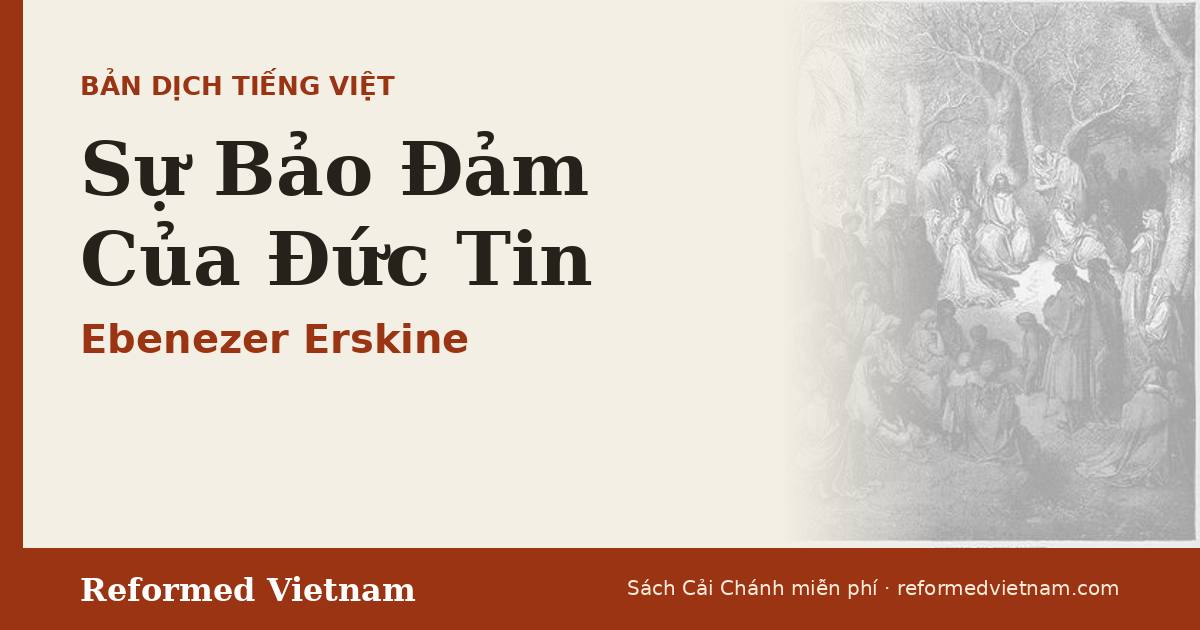 BẢN DỊCH TIẾNG VIỆT
Sự Bảo Đảm
Của Đức Tin
Ebenezer Erskine
Reformed Vietnam
Sách Cải Chánh miễn phí · reformedvietnam.com